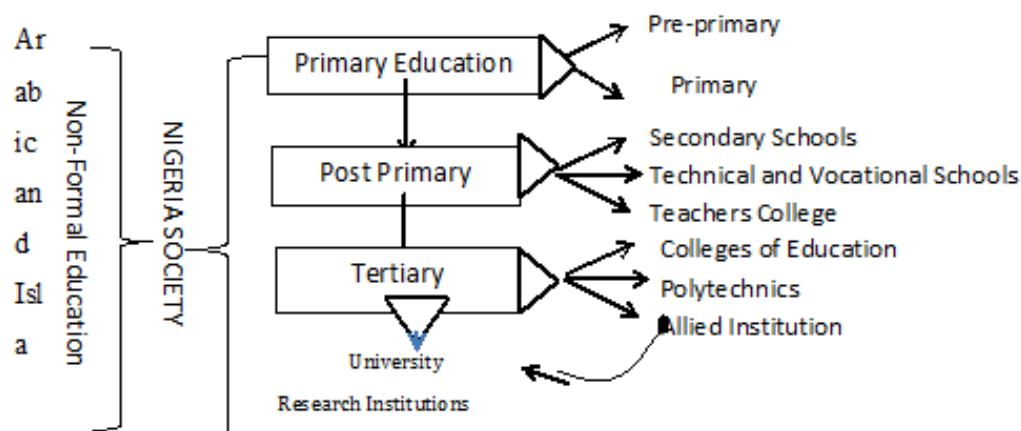 Ar
ab
ic
an
d
Isl
a
Non-Formal Education
NIGERIA SOCIETY
Primary Education
Pre-primary
Primary
Post Primary
Secondary Schools
Technical and Vocational Schools
Teachers College
Tertiary
Colleges of Education
Polytechnics
Allied Institution
University
Research Institutions